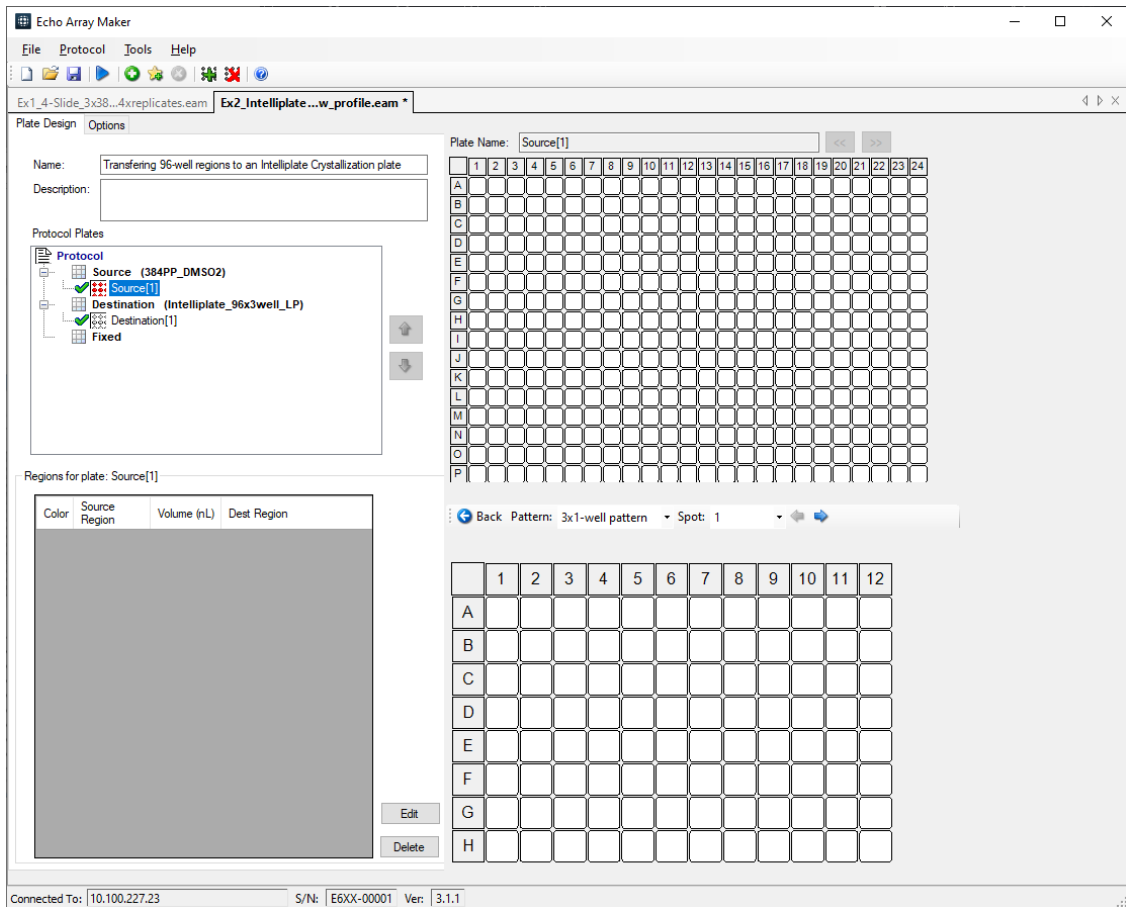 Echo Array Maker
File Protocol Tools Help
Ex1_4-Slide_3x38...4xreplicates.eam Ex2_Intelliplate...w_profile.eam *
Plate Design Options
Name: Transfering 96-well regions to an Intelliplate Crystallization plate
Description:
Protocol Plates
Protocol
Source (384PP_DMSO2)
Source[1]
Destination (Intelliplate_96x3well_LP)
Destination[1]
Fixed
Regions for plate: Source[1]
Color Source Region Volume (nL) Dest Region
Edit
Delete
Plate Name: Source[1] << >>
1 2 3 4 5 6 7 8 9 10 11 12 13 14 15 16 17 18 19 20 21 22 23 24
A
B
C
D
E
F
G
H
I
J
K
L
M
N
O
P
Back Pattern: 3x1-well pattern Spot: 1
1 2 3 4 5 6 7 8 9 10 11 12
A
B
C
D
E
F
G
H
Connected To: 10.100.227.23 S/N: E6XX-00001 Ver: 3.1.1